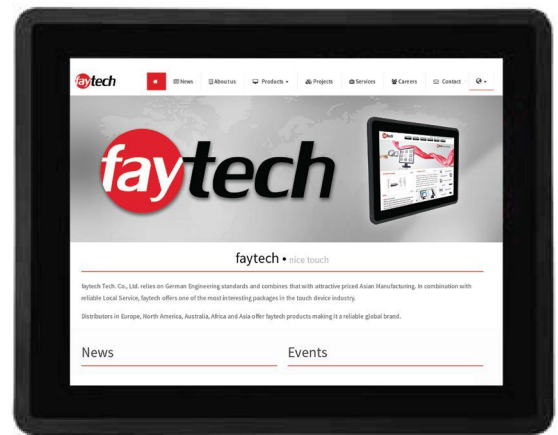 faytech
News
About us
Products
Projects
Services
Careers
Contact
faytech
faytech • nice touch
faytech Tech. Co., Ltd. relies on German Engineering standards and combines that with attractive prized Asian Manufacturing. In combination with
reliable Local Service, faytech offers one of the most interesting packages in the touch device industry.
Distributors in Europe, North America, Australia, Africa and Asia offer faytech products making it a reliable global brand.
News
Events